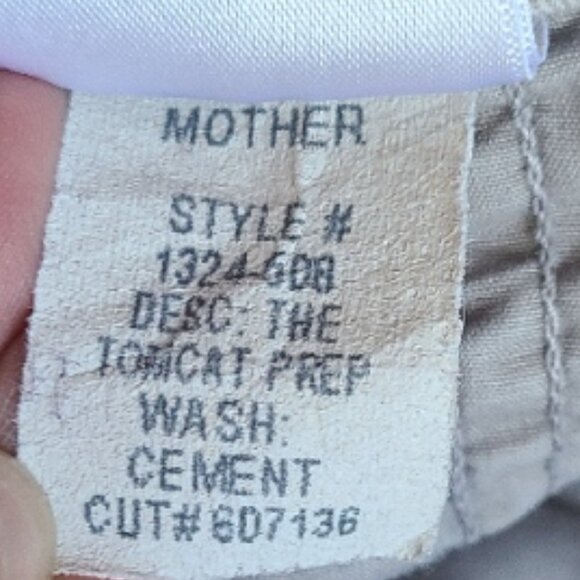 MOTHER
STYLE #
1324-608
DESC: THE
TOMCAT PREP
WASH:
CEMENT
CUT# 607136